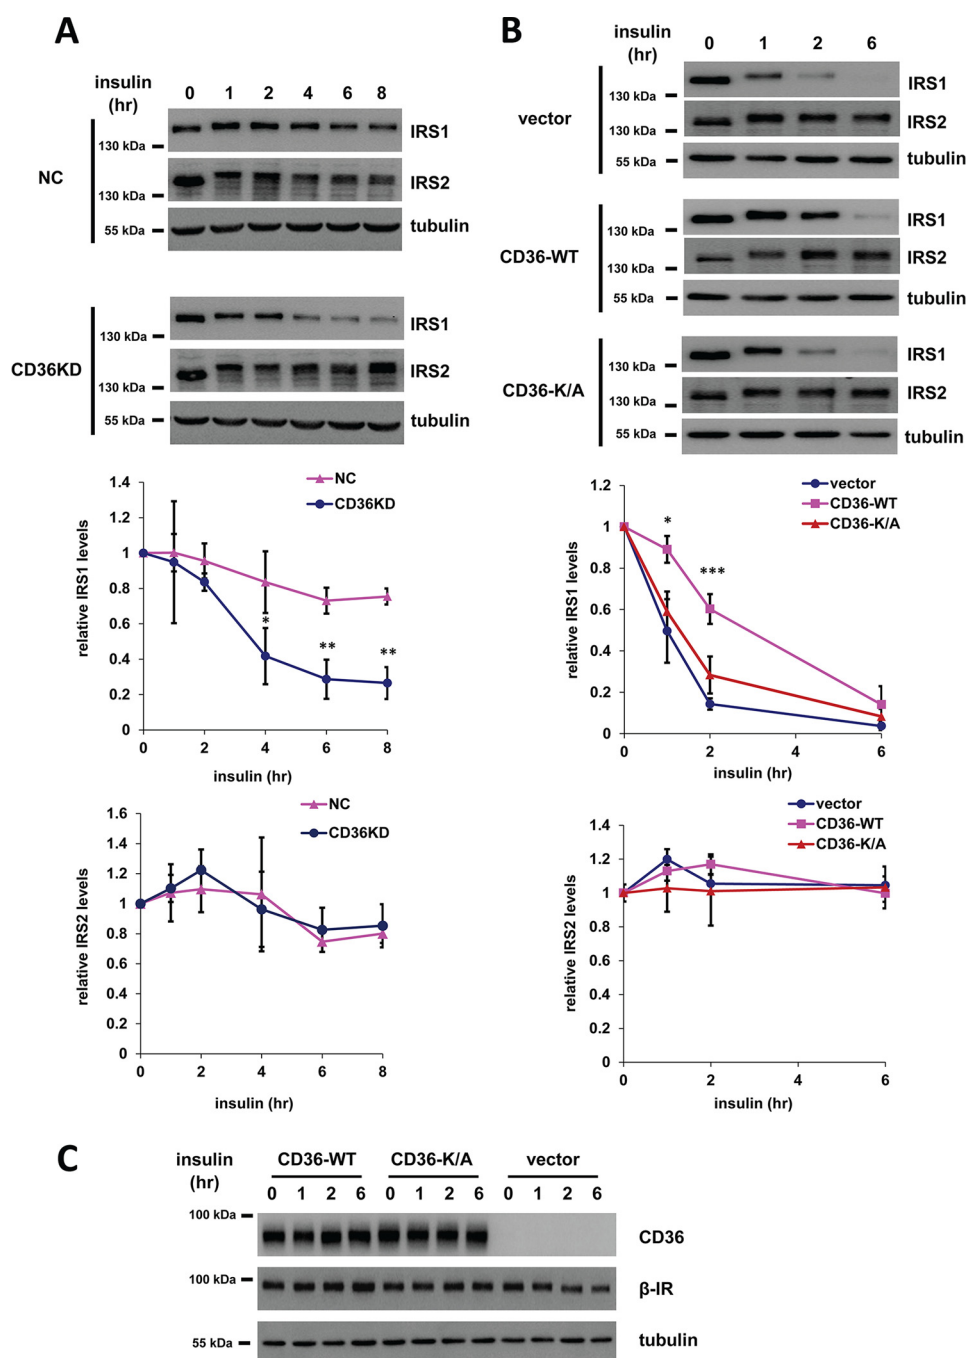 A
insulin
(hr)
0 1 2 4 6 8
NC
IRS1
130 kDa
IRS2
130 kDa
55 kDa
tubulin
CD36KD
IRS1
130 kDa
IRS2
130 kDa
55 kDa
tubulin
NC
CD36KD
relative IRS1 levels
1.4
1.2
1
0.8
0.6
0.4
0.2
0
*
**
**
0 2 4 6 8
insulin (hr)
NC
CD36KD
relative IRS2 levels
1.6
1.4
1.2
1
0.8
0.6
0.4
0.2
0
0 2 4 6 8
insulin (hr)
B
insulin
(hr)
0 1 2 6
vector
IRS1
130 kDa
IRS2
130 kDa
55 kDa
tubulin
CD36-WT
IRS1
130 kDa
IRS2
130 kDa
55 kDa
tubulin
CD36-K/A
IRS1
130 kDa
IRS2
130 kDa
55 kDa
tubulin
vector
CD36-WT
CD36-K/A
relative IRS1 levels
1.2
1
0.8
0.6
0.4
0.2
0
*
***
0 2 4 6
insulin (hr)
vector
CD36-WT
CD36-K/A
relative IRS2 levels
1.4
1.2
1
0.8
0.6
0.4
0.2
0
0 2 4 6
insulin (hr)
C
insulin
(hr)
CD36-WT CD36-K/A vector
0 1 2 6 0 1 2 6 0 1 2 6
100 kDa
CD36
100 kDa
β-IR
55 kDa
tubulin